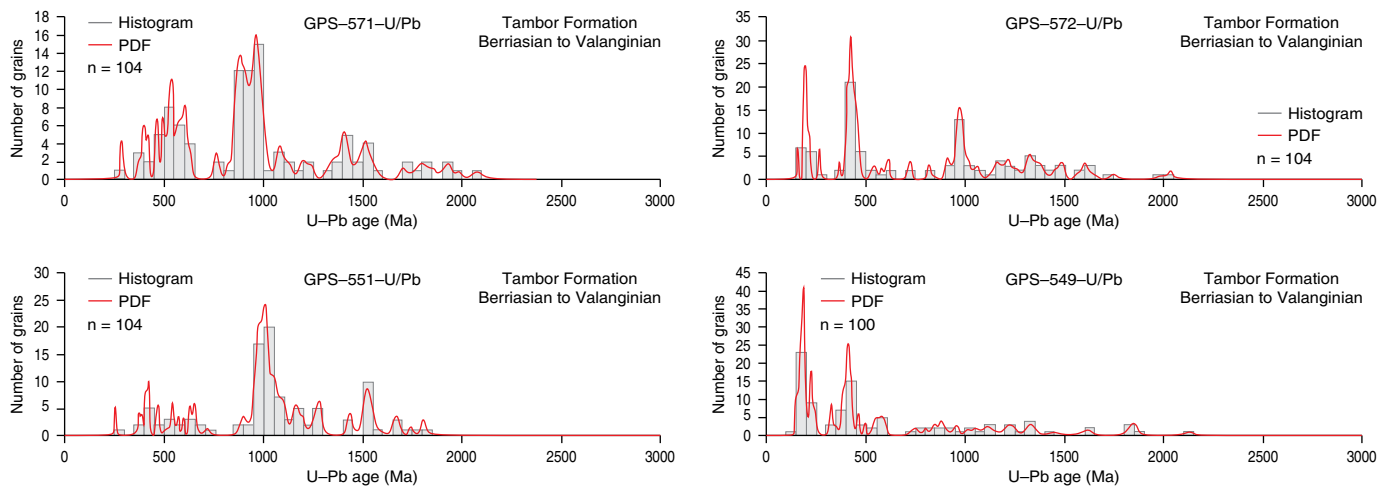 GPS–571–U/Pb
Tambor Formation
Berriasian to Valanginian
Histogram
PDF
n = 104
Number of grains
18
16
14
12
10
8
6
4
2
0
0 500 1000 1500 2000 2500 3000
U–Pb age (Ma)
GPS–572–U/Pb
Tambor Formation
Berriasian to Valanginian
Histogram
PDF
n = 104
Number of grains
35
30
25
20
15
10
5
0
0 500 1000 1500 2000 2500 3000
U–Pb age (Ma)
GPS–551–U/Pb
Tambor Formation
Berriasian to Valanginian
Histogram
PDF
n = 104
Number of grains
30
25
20
15
10
5
0
0 500 1000 1500 2000 2500 3000
U–Pb age (Ma)
GPS–549–U/Pb
Tambor Formation
Berriasian to Valanginian
Histogram
PDF
n = 100
Number of grains
45
40
35
30
25
20
15
10
5
0
0 500 1000 1500 2000 2500 3000
U–Pb age (Ma)